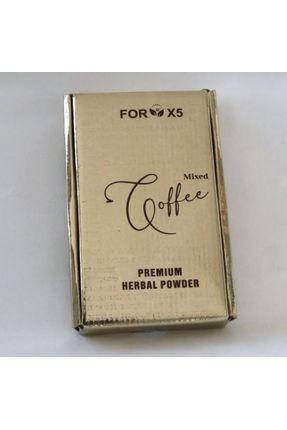 FOR X5
Mixed
Coffee
PREMIUM
HERBAL POWDER